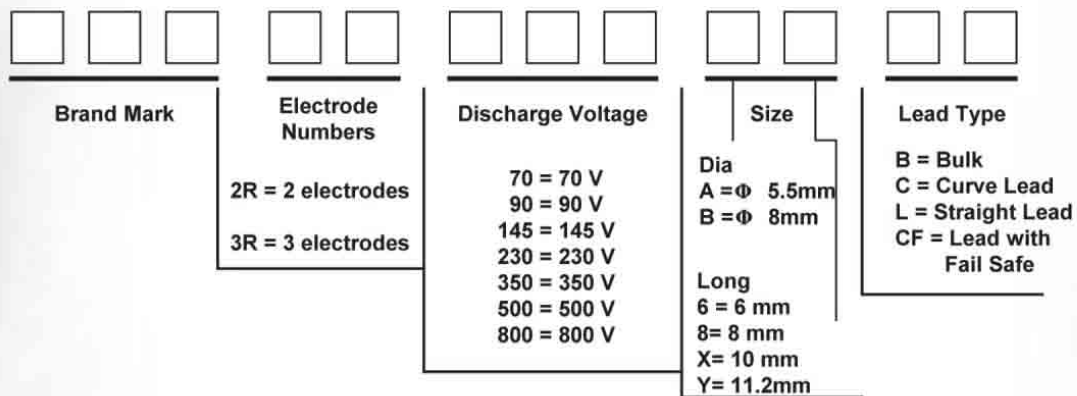 Brand Mark
Electrode
Numbers
2R = 2 electrodes
3R = 3 electrodes
Discharge Voltage
70 = 70 V
90 = 90 V
145 = 145 V
230 = 230 V
350 = 350 V
500 = 500 V
800 = 800 V
Size
Dia
A =Φ 5.5mm
B =Φ 8mm
Long
6 = 6 mm
8= 8 mm
X= 10 mm
Y= 11.2mm
Lead Type
B = Bulk
C = Curve Lead
L = Straight Lead
CF = Lead with
Fail Safe